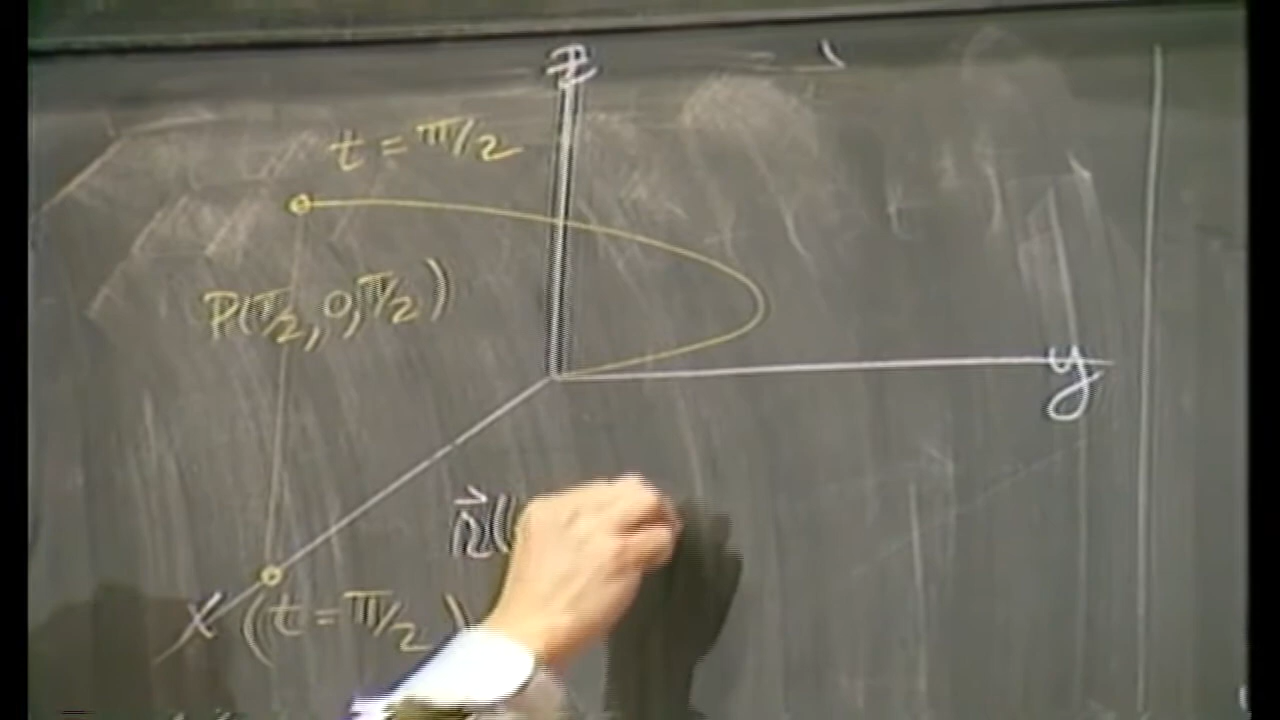 z
t = π/2
P(π/2, 0, π/2)
y
R⃗(
x (t = π/2)